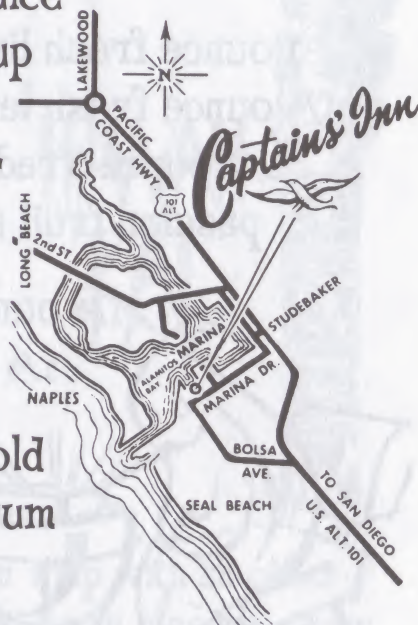 up
N
LAKEWOOD
PACIFIC
COAST HWY.
101
ALT
Captains' Inn
LONG BEACH
2nd ST
STUDEBAKER
MARINA
ALAMITOS
BAY
MARINA DR.
NAPLES
old
BOLSA
AVE.
um
SEAL BEACH
TO SAN DIEGO
U.S. ALT. 101